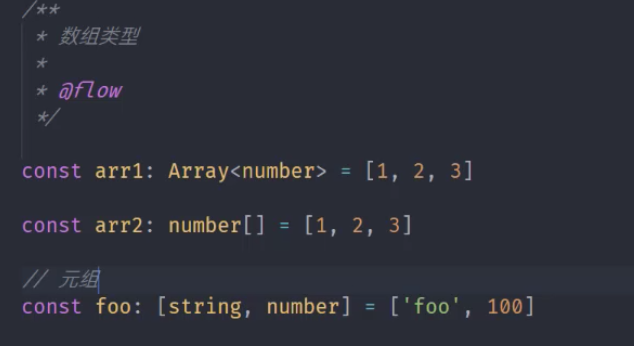 /**
 * 数组类型
 *
 * @flow
 */
const arr1: Array<number> = [1, 2, 3]
const arr2: number[] = [1, 2, 3]
// 元组
const foo: [string, number] = ['foo', 100]